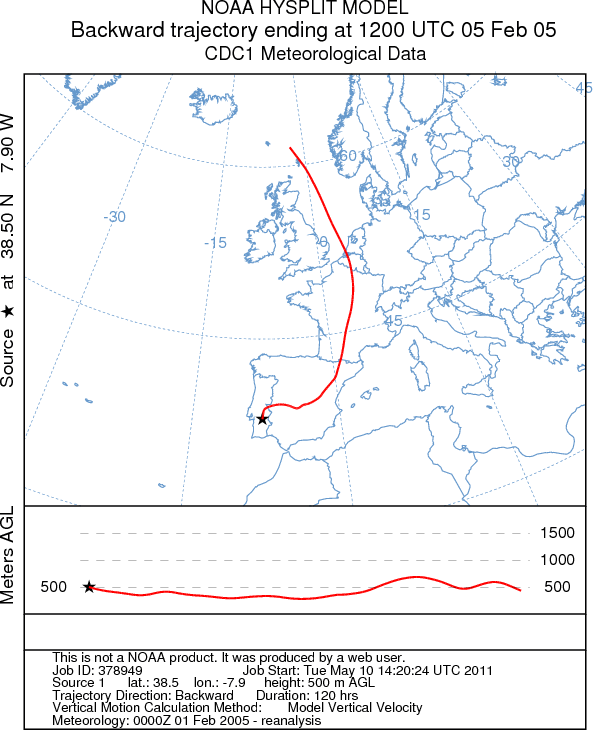 NOAA HYSPLIT MODEL
Backward trajectory ending at 1200 UTC 05 Feb 05
CDC1 Meteorological Data
Source ★ at 38.50 N 7.90 W
45
60
30
-30
15
-15
0
45
Meters AGL
1500
1000
500
500
This is not a NOAA product. It was produced by a web user.
Job ID: 378949 Job Start: Tue May 10 14:20:24 UTC 2011
Source 1 lat.: 38.5 lon.: -7.9 height: 500 m AGL
Trajectory Direction: Backward Duration: 120 hrs
Vertical Motion Calculation Method: Model Vertical Velocity
Meteorology: 0000Z 01 Feb 2005 - reanalysis